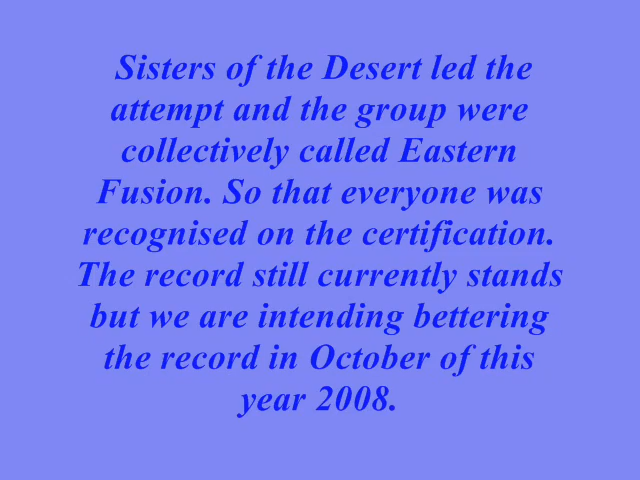 Sisters of the Desert led the
attempt and the group were
collectively called Eastern
Fusion. So that everyone was
recognised on the certification.
The record still currently stands
but we are intending bettering
the record in October of this
year 2008.